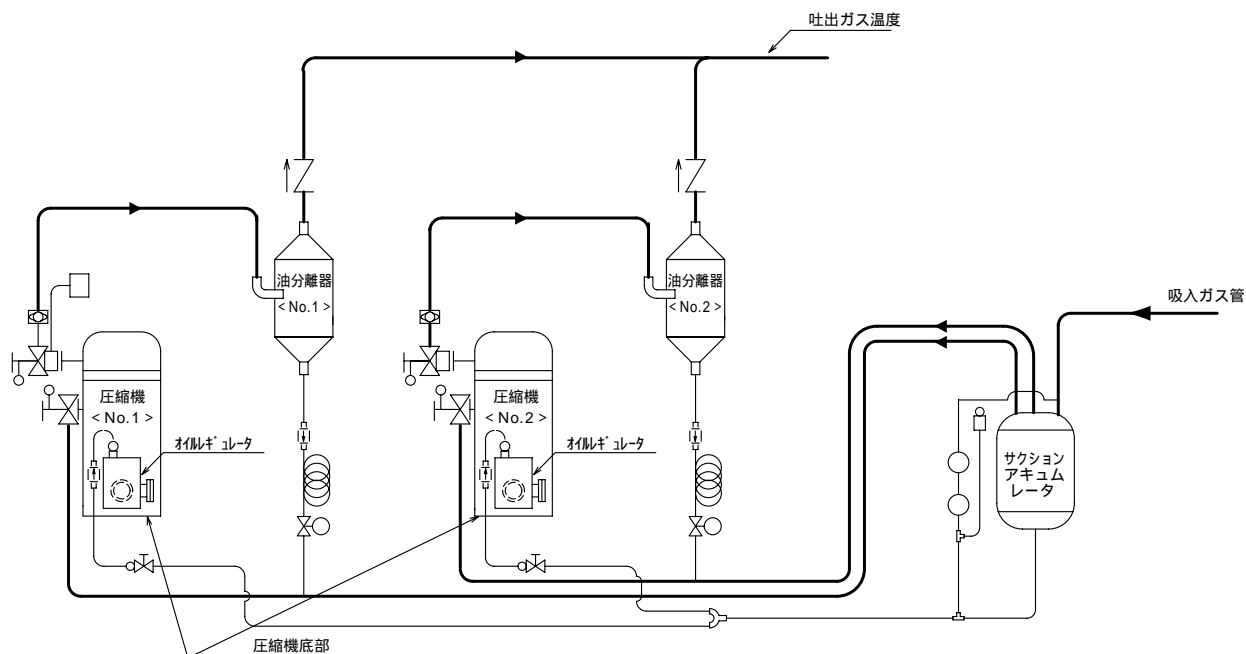 吐出ガス温度
油分離器
< No.1 >
油分離器
< No.2 >
吸入ガス管
圧縮機
< No.1 >
圧縮機
< No.2 >
オイルレギュレータ
オイルレギュレータ
サクション
アキュム
レータ
圧縮機底部